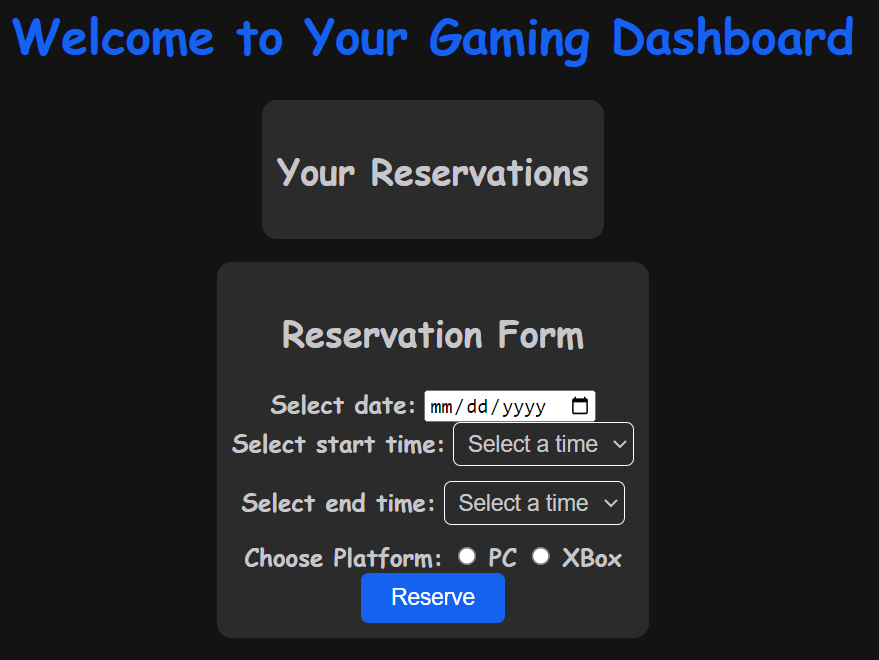 Welcome to Your Gaming Dashboard
Your Reservations
Reservation Form
Select date: mm/dd/yyyy
Select start time: Select a time
Select end time: Select a time
Choose Platform: PC XBox
Reserve